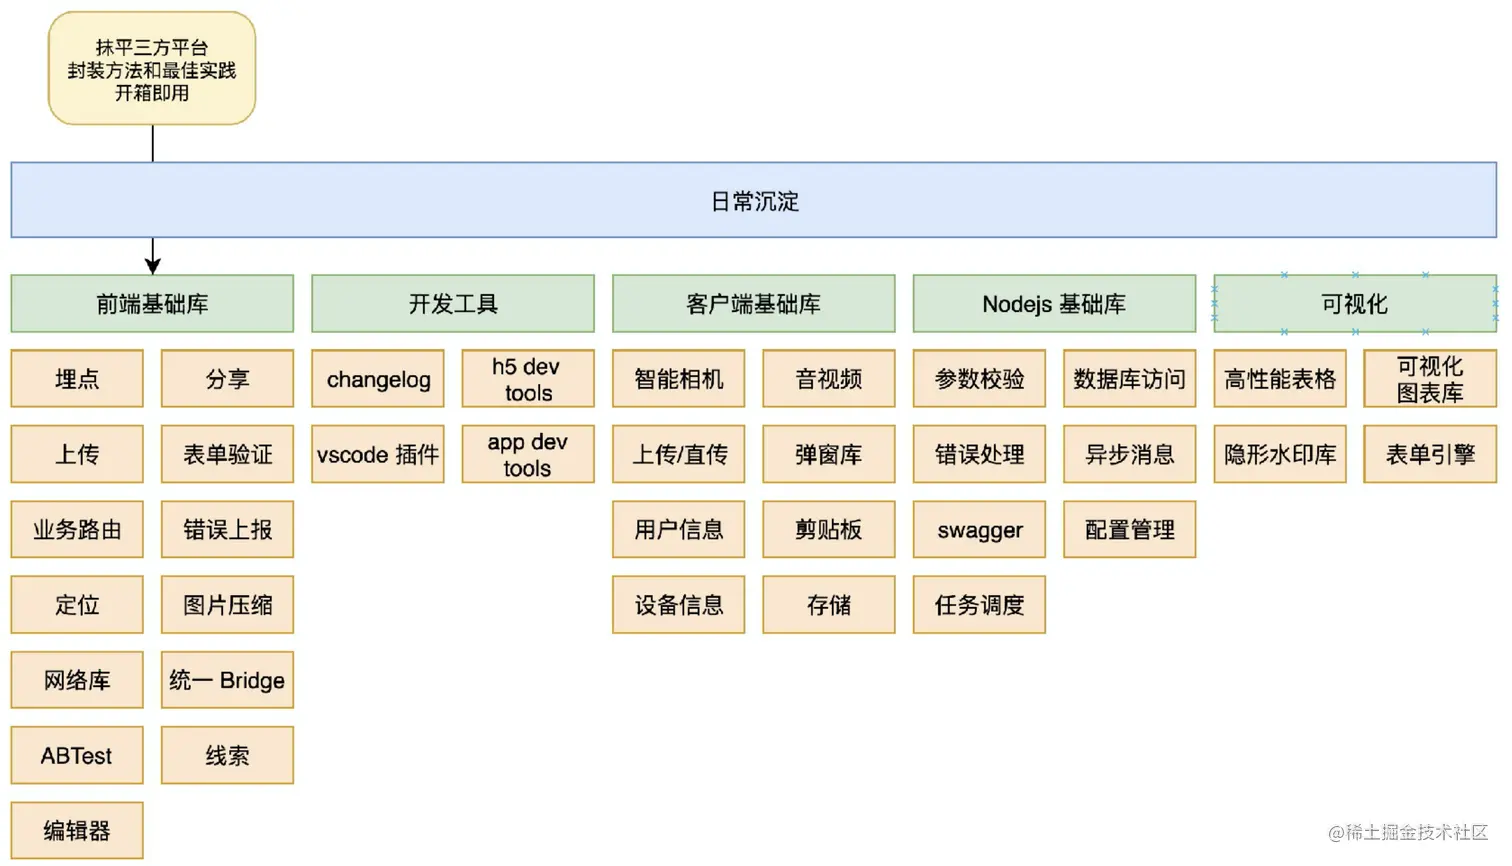 抹平三方平台
封装方法和最佳实践
开箱即用
日常沉淀
前端基础库
开发工具
客户端基础库
Nodejs 基础库
可视化
埋点
分享
changelog
h5 dev
tools
智能相机
音视频
参数校验
数据库访问
高性能表格
可视化
图表库
上传
表单验证
vscode 插件
app dev
tools
上传/直传
弹窗库
错误处理
异步消息
隐形水印库
表单引擎
业务路由
错误上报
用户信息
剪贴板
swagger
配置管理
定位
图片压缩
设备信息
存储
任务调度
网络库
统一 Bridge
ABTest
线索
编辑器
@稀土掘金技术社区